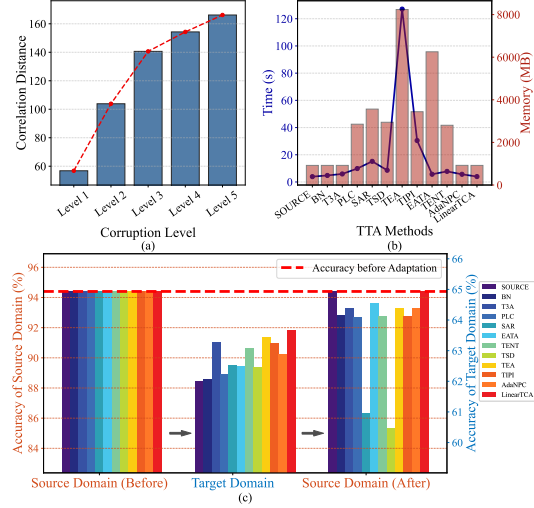 160
140
120
100
80
60
Correlation Distance
Level 1
Level 2
Level 3
Level 4
Level 5
Corruption Level
(a)
120
100
80
60
40
20
0
Time (s)
8000
6000
4000
2000
0
Memory (MB)
SOURCE
BN
T3A
PLC
SAR
TSD
TEA
TIPI
EATA
TENT
AdaNPC
LinearTCA
TTA Methods
(b)
96
94
92
90
88
86
84
Accuracy of Source Domain (%)
Accuracy before Adaptation
66
65
64
63
62
61
60
Accuracy of Target Domain (%)
SOURCE
BN
T3A
PLC
SAR
EATA
TENT
TSD
TEA
TIPI
AdaNPC
LinearTCA
Source Domain (Before)
Target Domain
Source Domain (After)
(c)